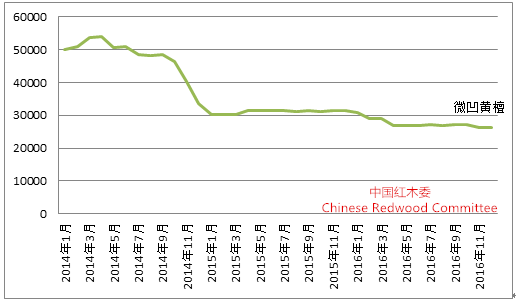 60000
50000
40000
30000
20000
10000
0
微凹黄檀
中国红木委
Chinese Redwood Committee
2014年1月
2014年3月
2014年5月
2014年7月
2014年9月
2014年11月
2015年1月
2015年3月
2015年5月
2015年7月
2015年9月
2015年11月
2016年1月
2016年3月
2016年5月
2016年7月
2016年9月
2016年11月